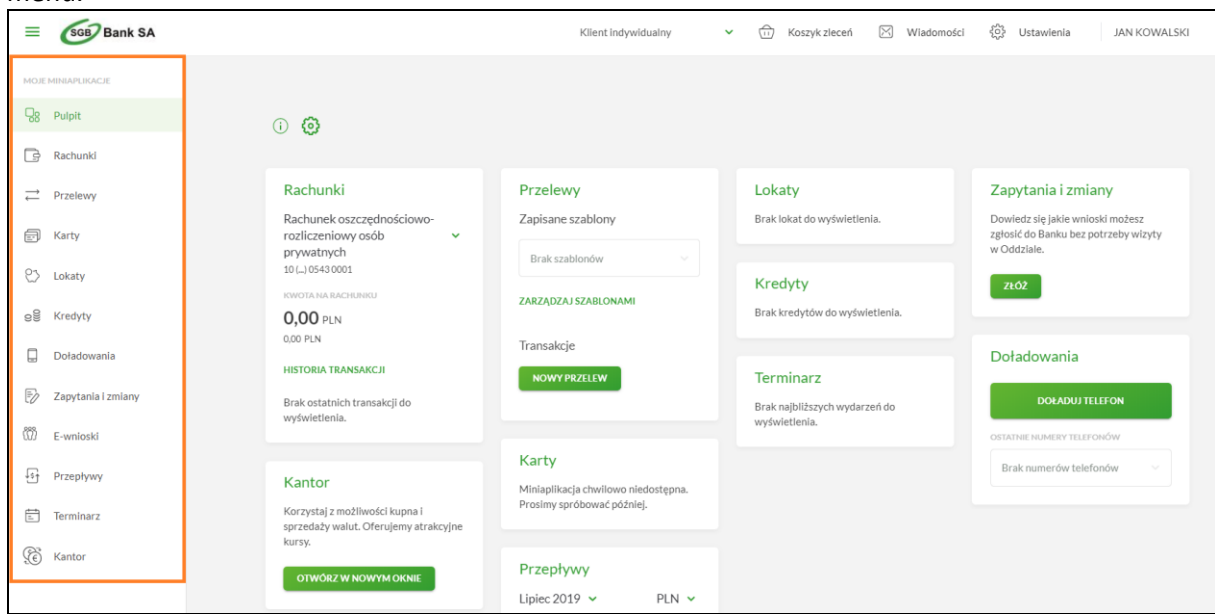 menu.
SGB Bank SA
Klient indywidualny
Koszyk zleceń
Wiadomości
Ustawienia
JAN KOWALSKI
MOJE MINIAPLIKACJE
Pulpit
Rachunki
Przelewy
Karty
Lokaty
Kredyty
Doładowania
Zapytania i zmiany
E-wnioski
Przepływy
Terminarz
Kantor
Rachunki
Rachunek oszczędnościowo-
rozliczeniowy osób
prywatnych
10 (...) 0543 0001
KWOTA NA RACHUNKU
0,00 PLN
0,00 PLN
HISTORIA TRANSAKCJI
Brak ostatnich transakcji do
wyświetlenia.
Kantor
Korzystaj z możliwości kupna i
sprzedaży walut. Oferujemy atrakcyjne
kursy.
OTWÓRZ W NOWYM OKNIE
Przelewy
Zapisane szablony
Brak szablonów
ZARZĄDZAJ SZABLONAMI
Transakcje
NOWY PRZELEW
Karty
Miniaplikacja chwilowo niedostępna.
Prosimy spróbować później.
Przepływy
Lipiec 2019
PLN
Lokaty
Brak lokat do wyświetlenia.
Kredyty
Brak kredytów do wyświetlenia.
Terminarz
Brak najbliższych wydarzeń do
wyświetlenia.
Zapytania i zmiany
Dowiedz się jakie wnioski możesz
zgłosić do Banku bez potrzeby wizyty
w Oddziale.
ZŁÓŻ
Doładowania
DOŁADUJ TELEFON
OSTATNIE NUMERY TELEFONÓW
Brak numerów telefonów